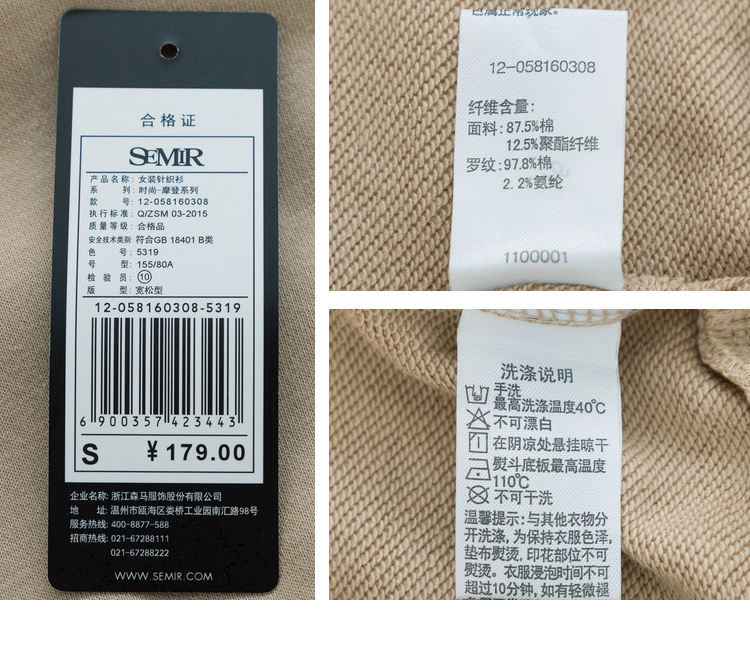 合格证
SEMIR
产品名称: 女装针织衫
系 列: 时尚-摩登系列
款 号: 12-058160308
执行标准: Q/ZSM 03-2015
质量等级: 合格品
安全技术类别: 符合GB 18401 B类
色 号: 5319
号 型: 155/80A
检 验 员: ⑩
版 型: 宽松型
12-058160308-5319
6 900357 423443
S ¥179.00
企业名称: 浙江森马服饰股份有限公司
地 址: 温州市瓯海区娄桥工业园南汇路98号
服务热线: 400-8877-588
招商热线: 021-67288111
021-67288222
WWW.SEMIR.COM
色属正常现象。
12-058160308
纤维含量:
面料: 87.5%棉
12.5%聚酯纤维
罗纹: 97.8%棉
2.2%氨纶
1100001
洗涤说明
手洗
最高洗涤温度40℃
不可漂白
在阴凉处悬挂晾干
熨斗底板最高温度
110℃
不可干洗
温馨提示: 与其他衣物分
开洗涤, 为保持衣服色泽,
垫布熨烫, 印花部位不可
熨烫。衣服浸泡时间不可
超过10分钟, 如有轻微褪